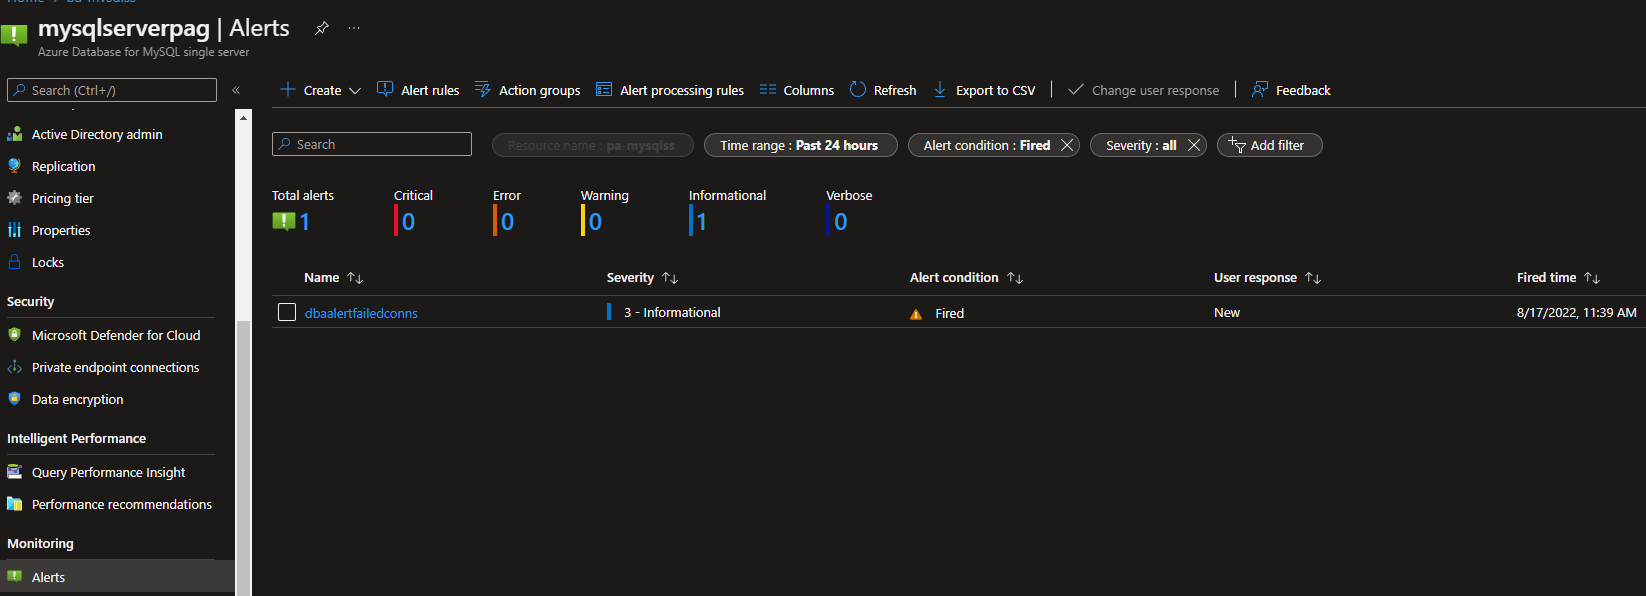 Home
mysqlserverpag | Alerts
Azure Database for MySQL single server
Search (Ctrl+/)
Active Directory admin
Replication
Pricing tier
Properties
Locks
Security
Microsoft Defender for Cloud
Private endpoint connections
Data encryption
Intelligent Performance
Query Performance Insight
Performance recommendations
Monitoring
Alerts
Create Alert rules Action groups Alert processing rules Columns Refresh Export to CSV Change user response Feedback
Search Resource name : pa-mysqlss Time range : Past 24 hours Alert condition : Fired Severity : all Add filter
Total alerts Critical Error Warning Informational Verbose
1 0 0 0 1 0
Name Severity Alert condition User response Fired time
dbaalertfailedconns 3 - Informational Fired New 8/17/2022, 11:39 AM